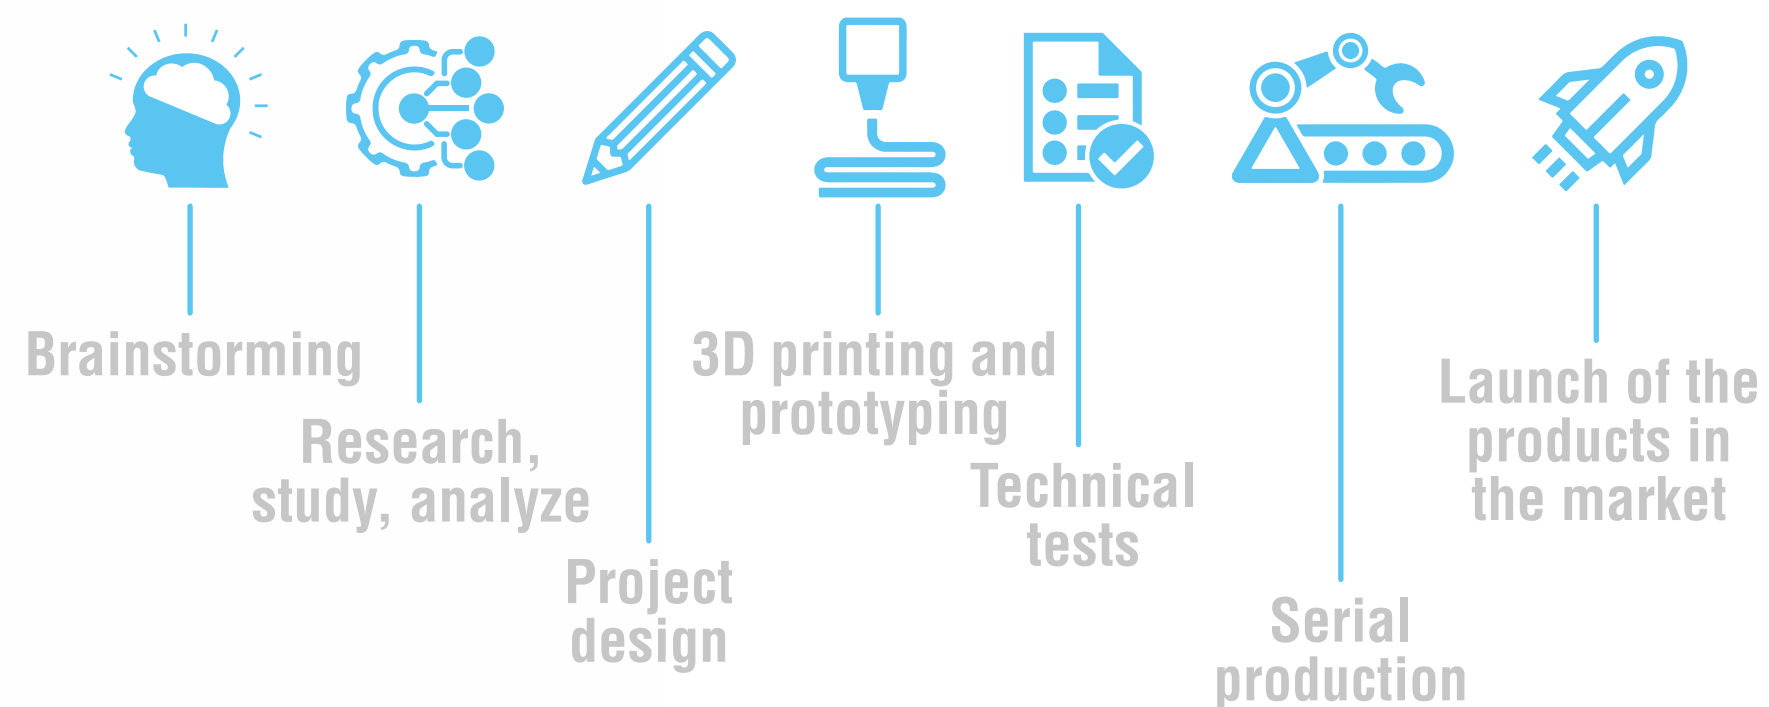 Brainstorming
Research,
study, analyze
Project
design
3D printing and
prototyping
Technical
tests
Serial
production
Launch of the
products in
the market